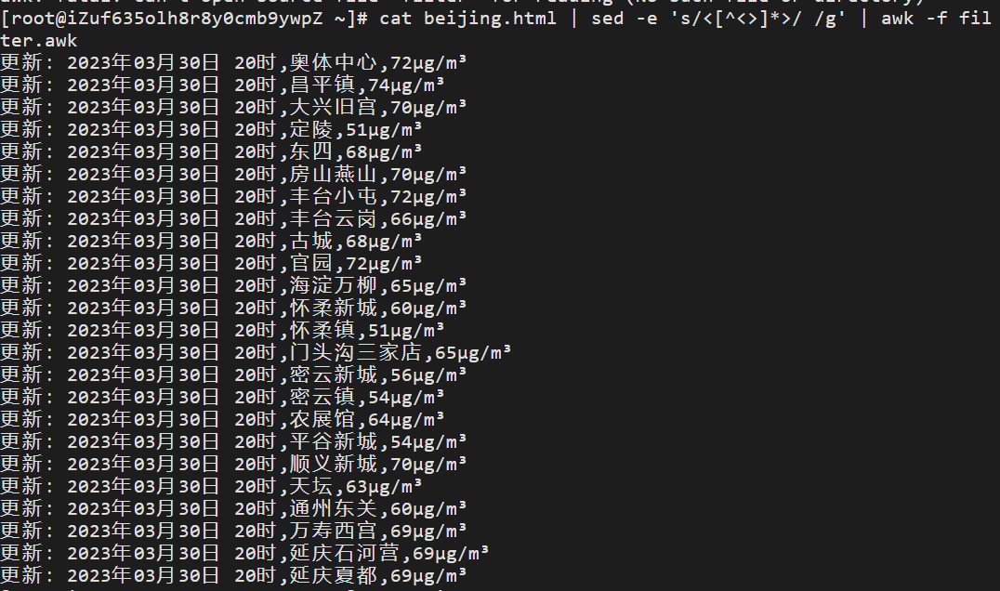 [root@iZuf635olh8r8y0cmb9ywpZ ~]# cat beijing.html | sed -e 's/<[^<>]*>/ /g' | awk -f fil
ter.awk
更新: 2023年03月30日 20时,奥体中心,72μg/m³
更新: 2023年03月30日 20时,昌平镇,74μg/m³
更新: 2023年03月30日 20时,大兴旧宫,70μg/m³
更新: 2023年03月30日 20时,定陵,51μg/m³
更新: 2023年03月30日 20时,东四,68μg/m³
更新: 2023年03月30日 20时,房山燕山,70μg/m³
更新: 2023年03月30日 20时,丰台小屯,72μg/m³
更新: 2023年03月30日 20时,丰台云岗,66μg/m³
更新: 2023年03月30日 20时,古城,68μg/m³
更新: 2023年03月30日 20时,官园,72μg/m³
更新: 2023年03月30日 20时,海淀万柳,65μg/m³
更新: 2023年03月30日 20时,怀柔新城,60μg/m³
更新: 2023年03月30日 20时,怀柔镇,51μg/m³
更新: 2023年03月30日 20时,门头沟三家店,65μg/m³
更新: 2023年03月30日 20时,密云新城,56μg/m³
更新: 2023年03月30日 20时,密云镇,54μg/m³
更新: 2023年03月30日 20时,农展馆,64μg/m³
更新: 2023年03月30日 20时,平谷新城,54μg/m³
更新: 2023年03月30日 20时,顺义新城,70μg/m³
更新: 2023年03月30日 20时,天坛,63μg/m³
更新: 2023年03月30日 20时,通州东关,60μg/m³
更新: 2023年03月30日 20时,万寿西宫,69μg/m³
更新: 2023年03月30日 20时,延庆石河营,69μg/m³
更新: 2023年03月30日 20时,延庆夏都,69μg/m³